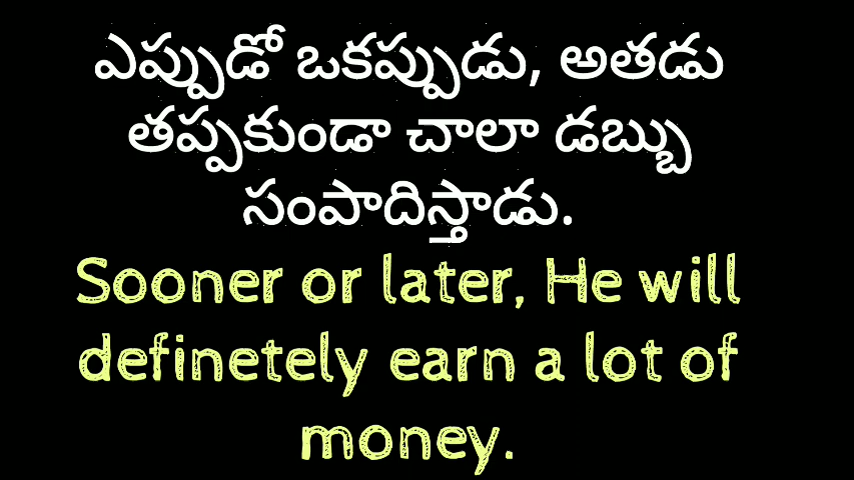 ఎప్పుడో ఒకప్పుడు, అతడు
తప్పకుండా చాలా డబ్బు
సంపాదిస్తాడు.
Sooner or later, He will
definetely earn a lot of
money.